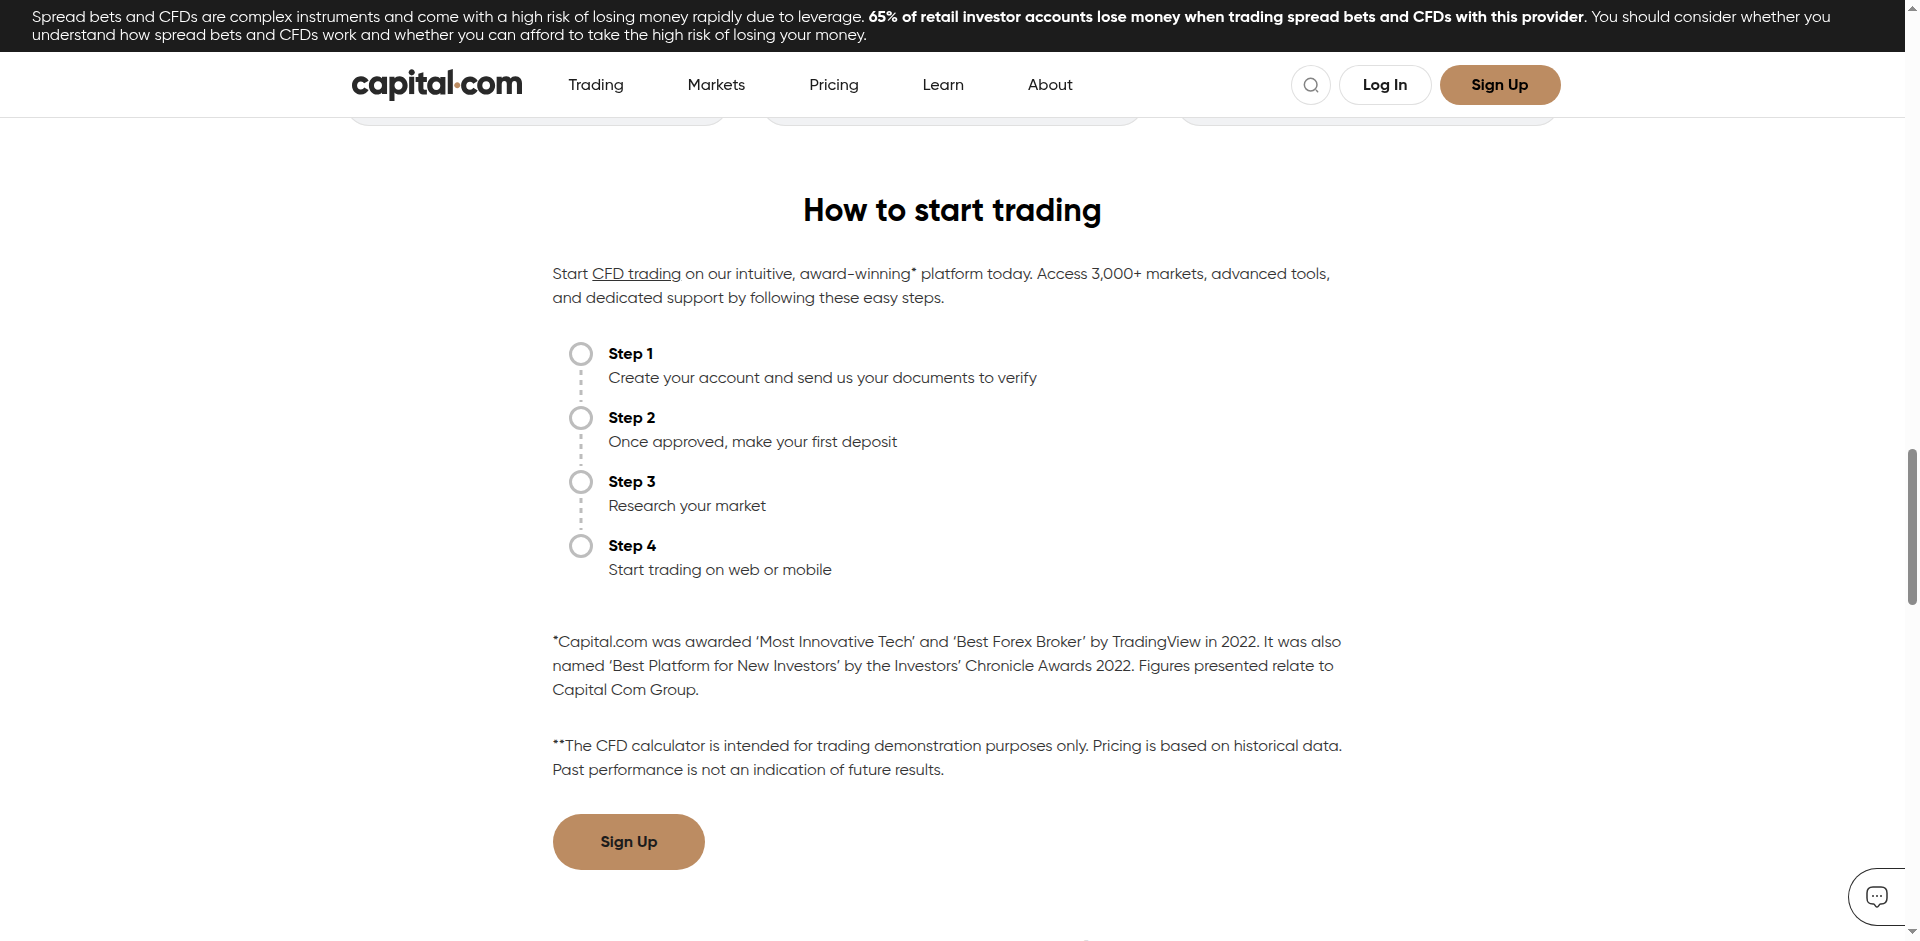 Spread bets and CFDs are complex instruments and come with a high risk of losing money rapidly due to leverage. 65% of retail investor accounts lose money when trading spread bets and CFDs with this provider. You should consider whether you
understand how spread bets and CFDs work and whether you can afford to take the high risk of losing your money.
capital.com
Trading
Markets
Pricing
Learn
About
Log In
Sign Up
How to start trading
Start CFD trading on our intuitive, award-winning* platform today. Access 3,000+ markets, advanced tools,
and dedicated support by following these easy steps.
Step 1
Create your account and send us your documents to verify
Step 2
Once approved, make your first deposit
Step 3
Research your market
Step 4
Start trading on web or mobile
*Capital.com was awarded ‘Most Innovative Tech’ and ‘Best Forex Broker’ by TradingView in 2022. It was also
named ‘Best Platform for New Investors’ by the Investors’ Chronicle Awards 2022. Figures presented relate to
Capital Com Group.
**The CFD calculator is intended for trading demonstration purposes only. Pricing is based on historical data.
Past performance is not an indication of future results.
Sign Up